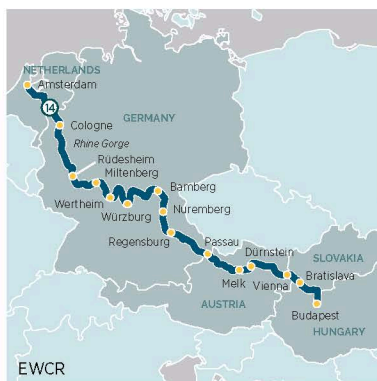 NETHERLANDS
Amsterdam
14
GERMANY
Cologne
Rhine Gorge
Rüdesheim
Miltenberg
Bamberg
Wertheim
Würzburg
Nuremberg
Regensburg
Passau
Dürnstein
SLOVAKIA
Melk
Vienna
Bratislava
AUSTRIA
Budapest
HUNGARY
EWCR